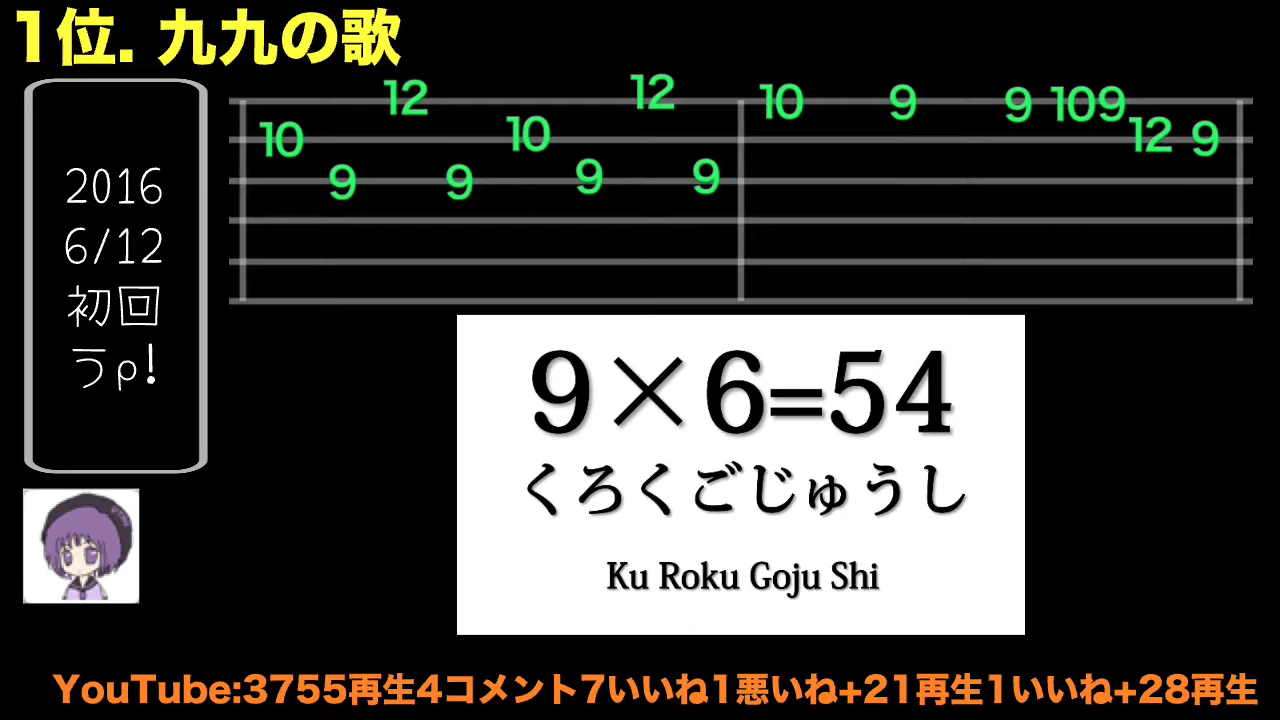 1位. 九九の歌
2016
6/12
初回
うp!
12 12 10 9 9 109
10 10 12 9
9 9 9 9
9×6=54
くろくごじゅうし
Ku Roku Goju Shi
YouTube:3755再生4コメント7いいね1悪いね+21再生1いいね+28再生